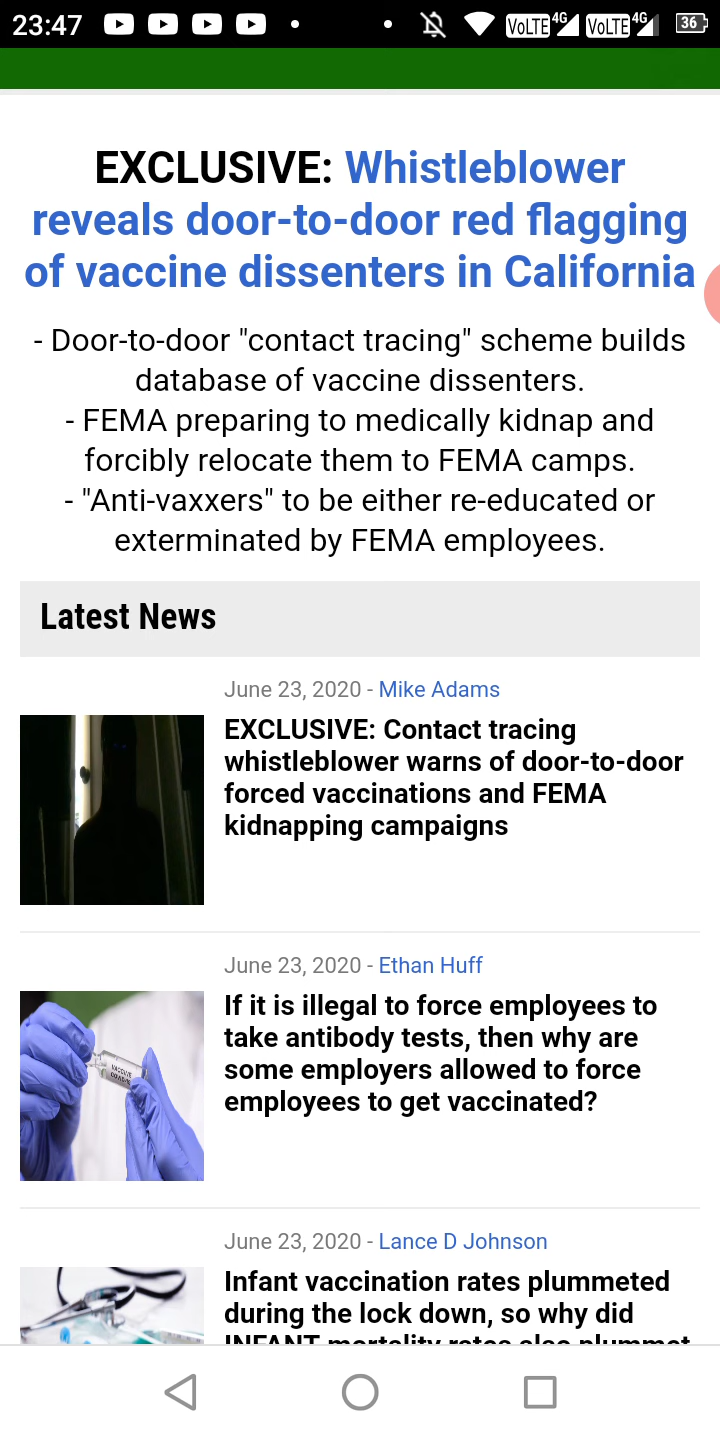 23:47
VoLTE 4G VoLTE 4G 36
EXCLUSIVE: Whistleblower
reveals door-to-door red flagging
of vaccine dissenters in California
- Door-to-door "contact tracing" scheme builds
database of vaccine dissenters.
- FEMA preparing to medically kidnap and
forcibly relocate them to FEMA camps.
- "Anti-vaxxers" to be either re-educated or
exterminated by FEMA employees.
Latest News
June 23, 2020 - Mike Adams
EXCLUSIVE: Contact tracing
whistleblower warns of door-to-door
forced vaccinations and FEMA
kidnapping campaigns
June 23, 2020 - Ethan Huff
If it is illegal to force employees to
take antibody tests, then why are
some employers allowed to force
employees to get vaccinated?
VACCINE
June 23, 2020 - Lance D Johnson
Infant vaccination rates plummeted
during the lock down, so why did
INFANT mortality rates also plummet